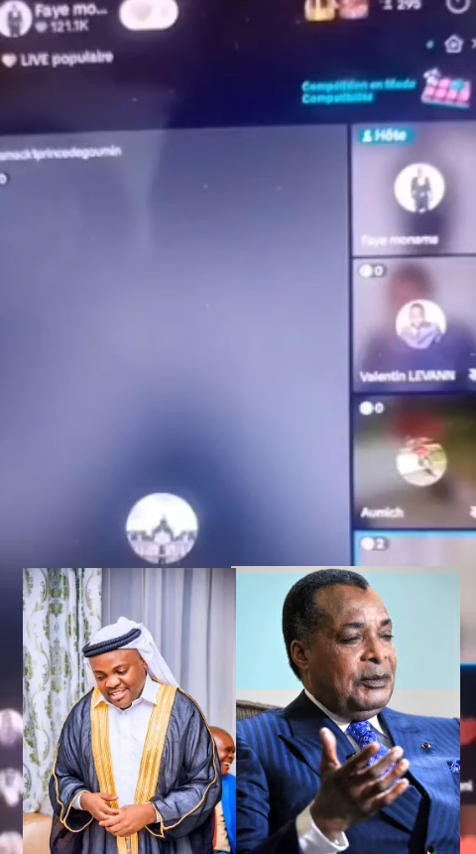 Faye mo...
121.1K
295
LIVE populaire
Compétition en Mode
Compatibilité
Hôte
Faye moname
0
Valentin LEVANN
0
Aumich
2